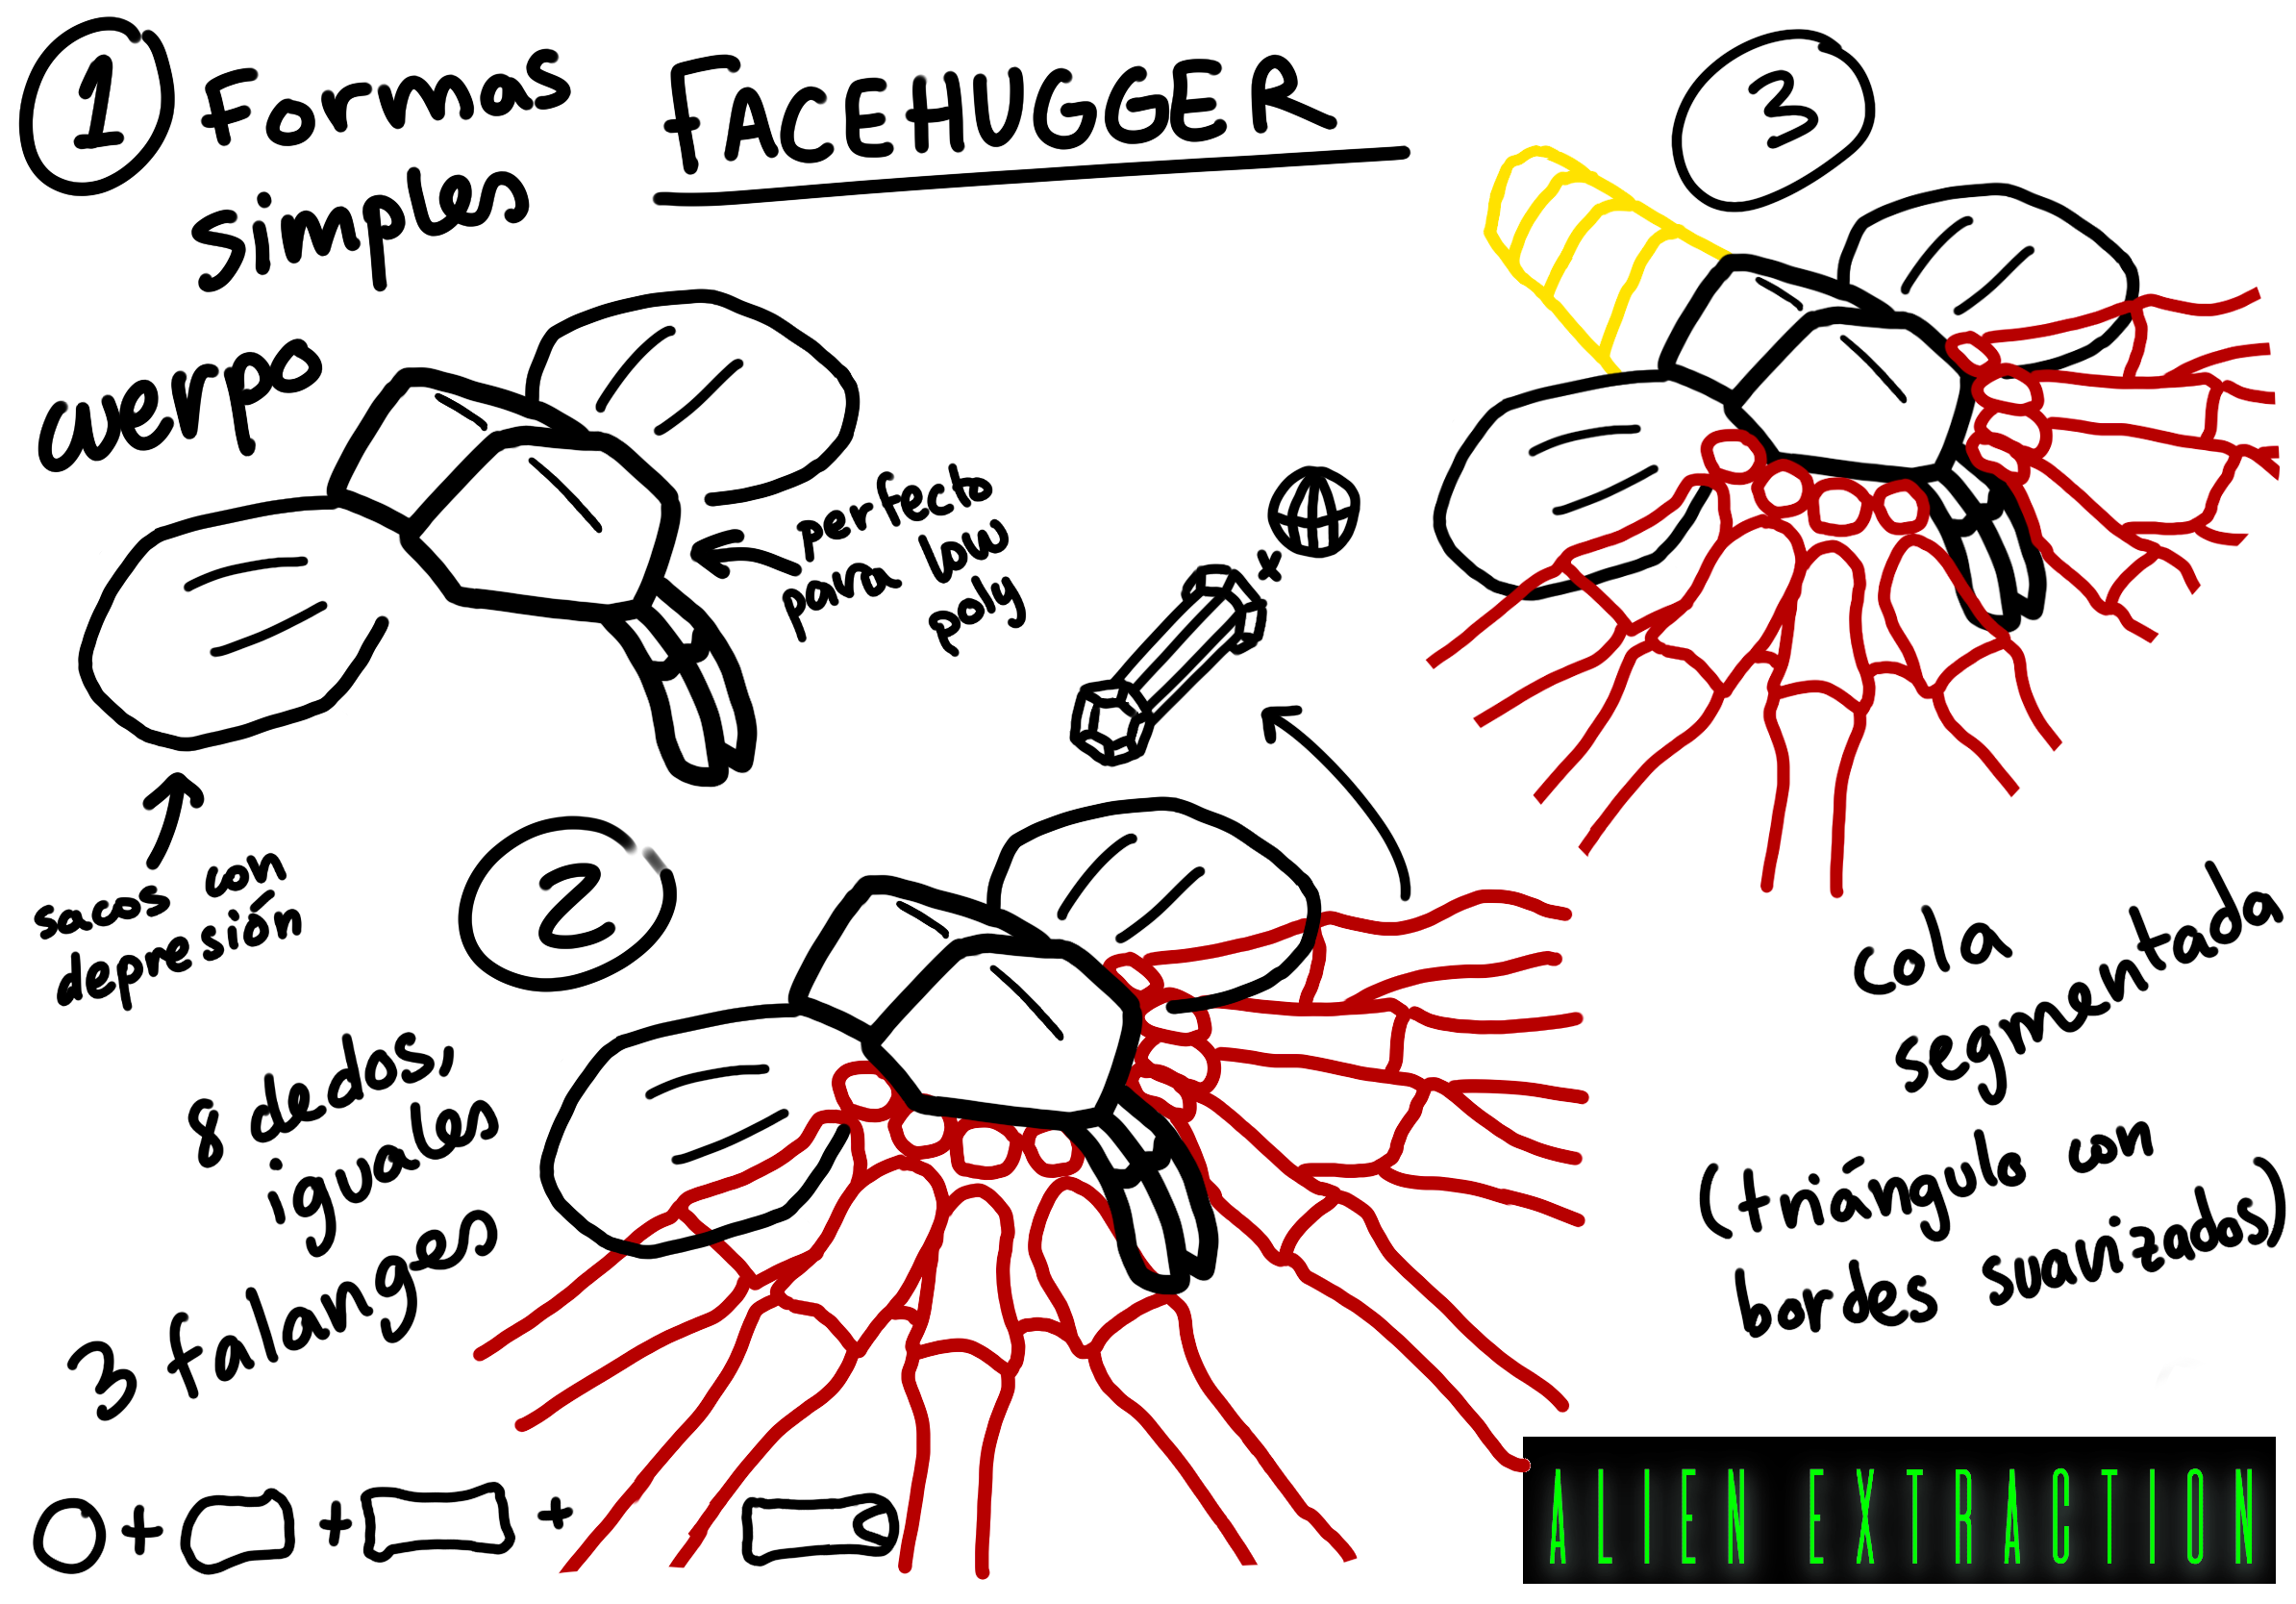 1 Formas
simples
FACEHUGGER
3
cuerpo
perfecto
para low
poly
x
sacos con
depresión
2
8 dedos,
iguales
3 falanges
+ + +
cola
segmentada
(triángulo con
bordes suavizados)
ALIEN EXTRACTION